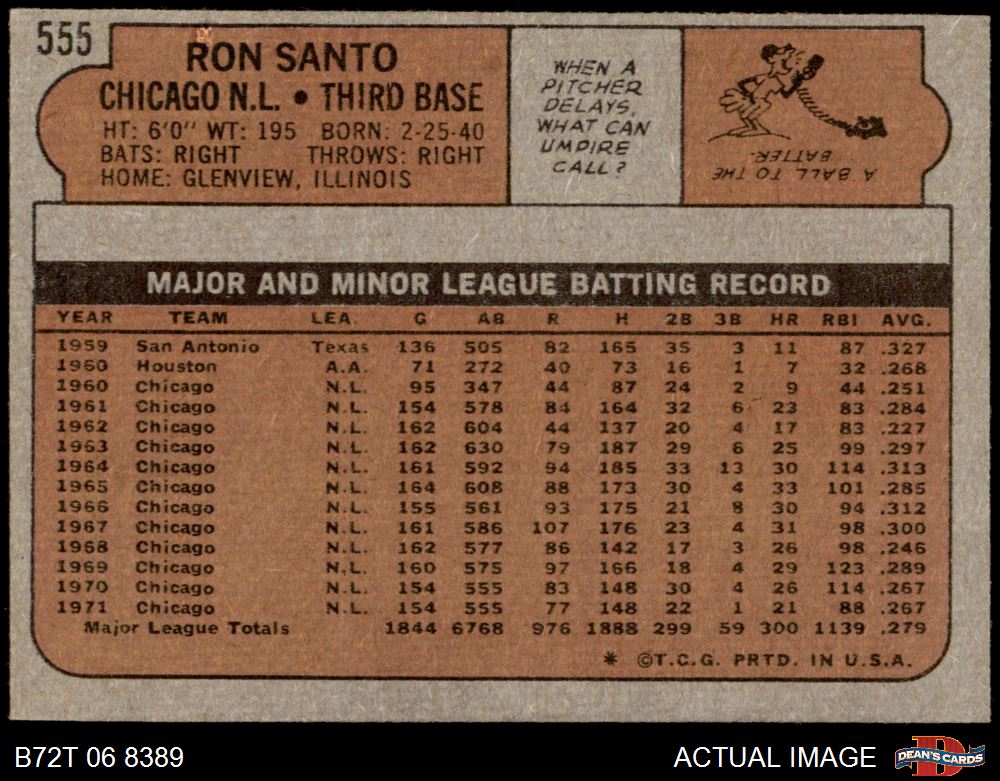 555
RON SANTO
CHICAGO N.L. • THIRD BASE
HT: 6'0" WT: 195 BORN: 2-25-40
BATS: RIGHT THROWS: RIGHT
HOME: GLENVIEW, ILLINOIS
WHEN A
PITCHER
DELAYS,
WHAT CAN
UMPIRE
CALL?
A BALL TO THE
BATTER.
MAJOR AND MINOR LEAGUE BATTING RECORD
YEAR TEAM LEA. G AB R H 2B 3B HR RBI AVG.
1959 San Antonio Texas 136 505 82 165 35 3 11 87 .327
1960 Houston A.A. 71 272 40 73 16 1 7 32 .268
1960 Chicago N.L. 95 347 44 87 24 2 9 44 .251
1961 Chicago N.L. 154 578 84 164 32 6 23 83 .284
1962 Chicago N.L. 162 604 44 137 20 4 17 83 .227
1963 Chicago N.L. 162 630 79 187 29 6 25 99 .297
1964 Chicago N.L. 161 592 94 185 33 13 30 114 .313
1965 Chicago N.L. 164 608 88 173 30 4 33 101 .285
1966 Chicago N.L. 155 561 93 175 21 8 30 94 .312
1967 Chicago N.L. 161 586 107 176 23 4 31 98 .300
1968 Chicago N.L. 162 577 86 142 17 3 26 98 .246
1969 Chicago N.L. 160 575 97 166 18 4 29 123 .289
1970 Chicago N.L. 154 555 83 148 30 4 26 114 .267
1971 Chicago N.L. 154 555 77 148 22 1 21 88 .267
Major League Totals 1844 6768 976 1888 299 59 300 1139 .279
* ©T.C.G. PRTD. IN U.S.A.
B72T 06 8389
ACTUAL IMAGE
D
DEAN'S CARDS